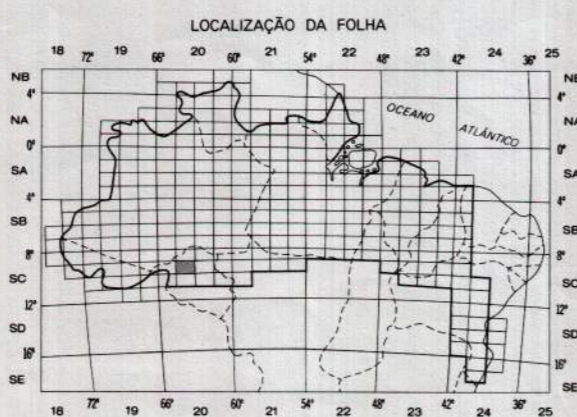 LOCALIZAÇÃO DA FOLHA
18 72° 19 66° 20 60° 21 54° 22 48° 23 42° 24 36° 25
NB NB
4° 4°
OCEANO ATLÂNTICO
NA NA
0° 0°
SA SA
4° 4°
SB SB
8° 8°
SC SC
12° 12°
SD SD
16° 16°
SE SE
18 72° 19 66° 20 60° 21 54° 22 48° 23 42° 24 36° 25